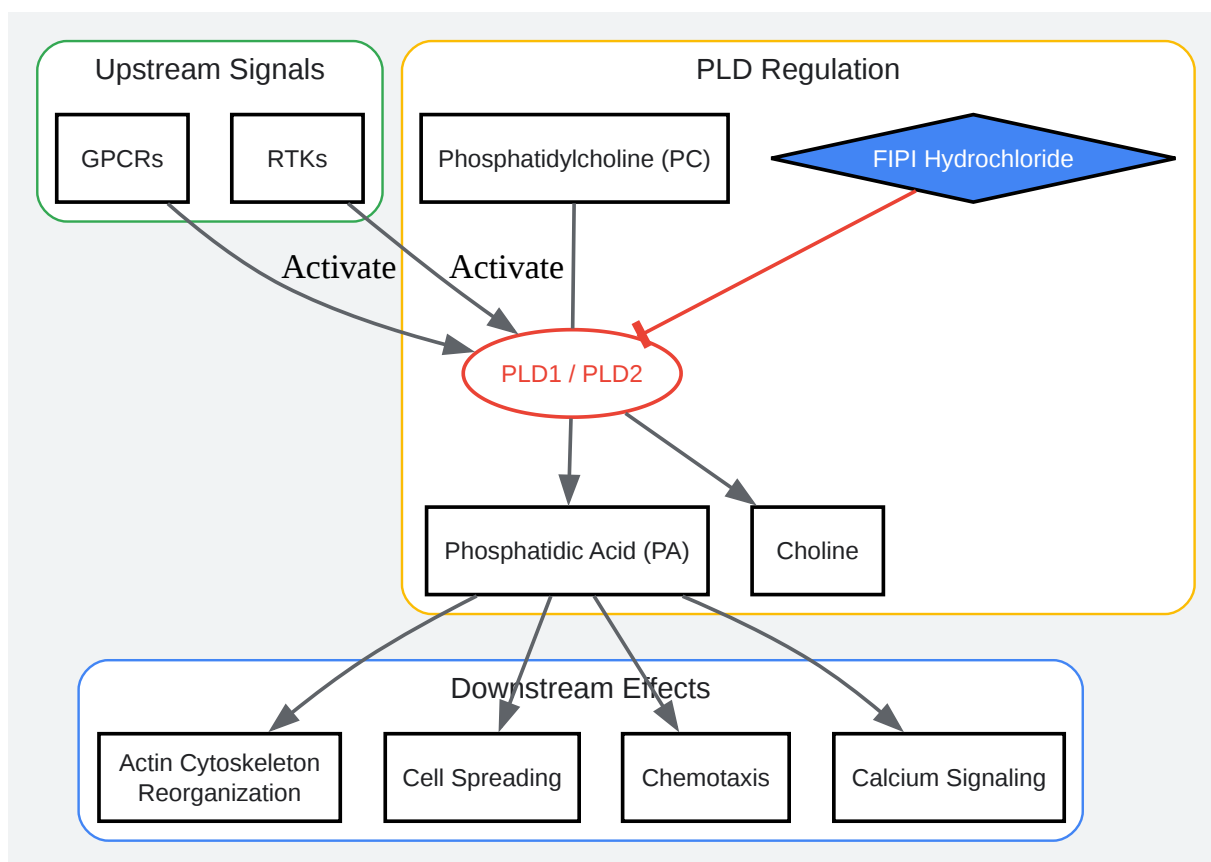 Upstream Signals
PLD Regulation
GPCRs
RTKs
Phosphatidylcholine (PC)
FIPI Hydrochloride
Activate
Activate
PLD1 / PLD2
Phosphatidic Acid (PA)
Choline
Downstream Effects
Actin Cytoskeleton
Reorganization
Cell Spreading
Chemotaxis
Calcium Signaling